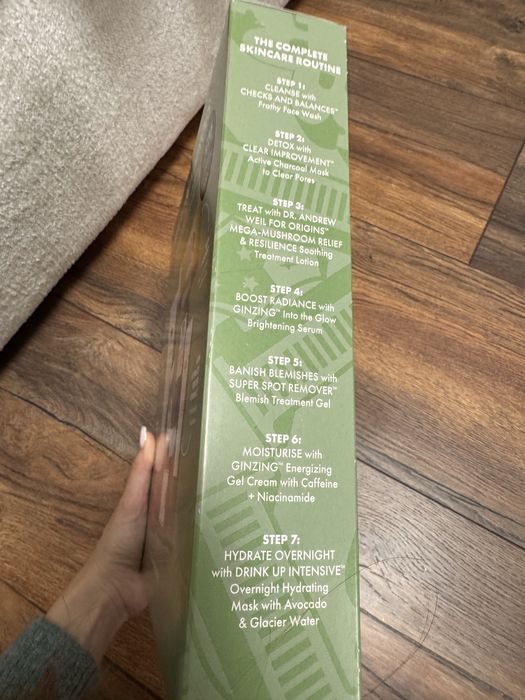 THE COMPLETE
SKINCARE ROUTINE
STEP 1:
CLEANSE with
CHECKS AND BALANCES™
Frothy Face Wash
STEP 2:
DETOX with
CLEAR IMPROVEMENT™
Active Charcoal Mask
to Clear Pores
STEP 3:
TREAT with DR. ANDREW
WEIL FOR ORIGINS™
MEGA-MUSHROOM RELIEF
& RESILIENCE Soothing
Treatment Lotion
STEP 4:
BOOST RADIANCE with
GINZING™ Into the Glow
Brightening Serum
STEP 5:
BANISH BLEMISHES with
SUPER SPOT REMOVER™
Blemish Treatment Gel
STEP 6:
MOISTURISE with
GINZING™ Energizing
Gel Cream with Caffeine
+ Niacinamide
STEP 7:
HYDRATE OVERNIGHT
with DRINK UP INTENSIVE™
Overnight Hydrating
Mask with Avocado
& Glacier Water